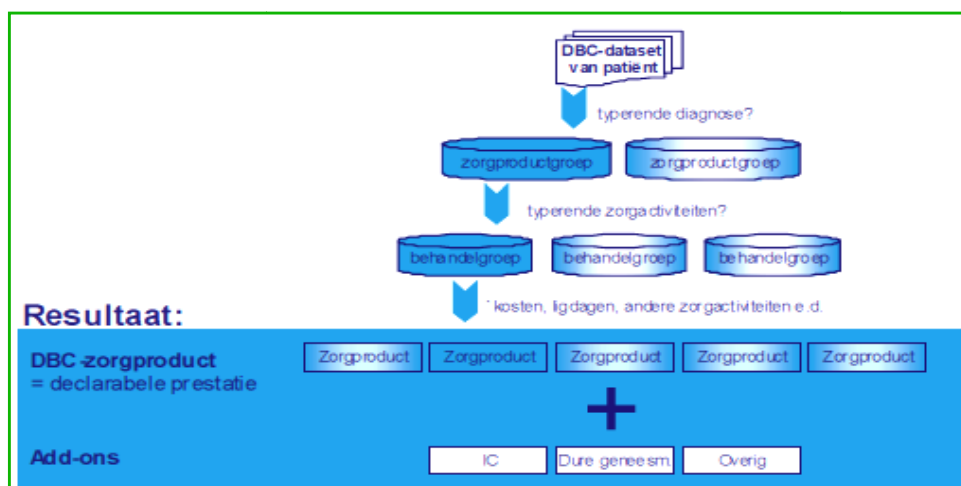 DBC-dataset
van patiënt
typerende diagnose?
zorgproductgroep zorgproductgroep
typerende zorgactiviteiten?
behandelgroep behandelgroep behandelgroep
kosten, ligdagen, andere zorgactiviteiten e.d.
Resultaat:
DBC-zorgproduct Zorgproduct Zorgproduct Zorgproduct Zorgproduct Zorgproduct
= declarabele prestatie
+
Add-ons IC Dure geneesm. Overig